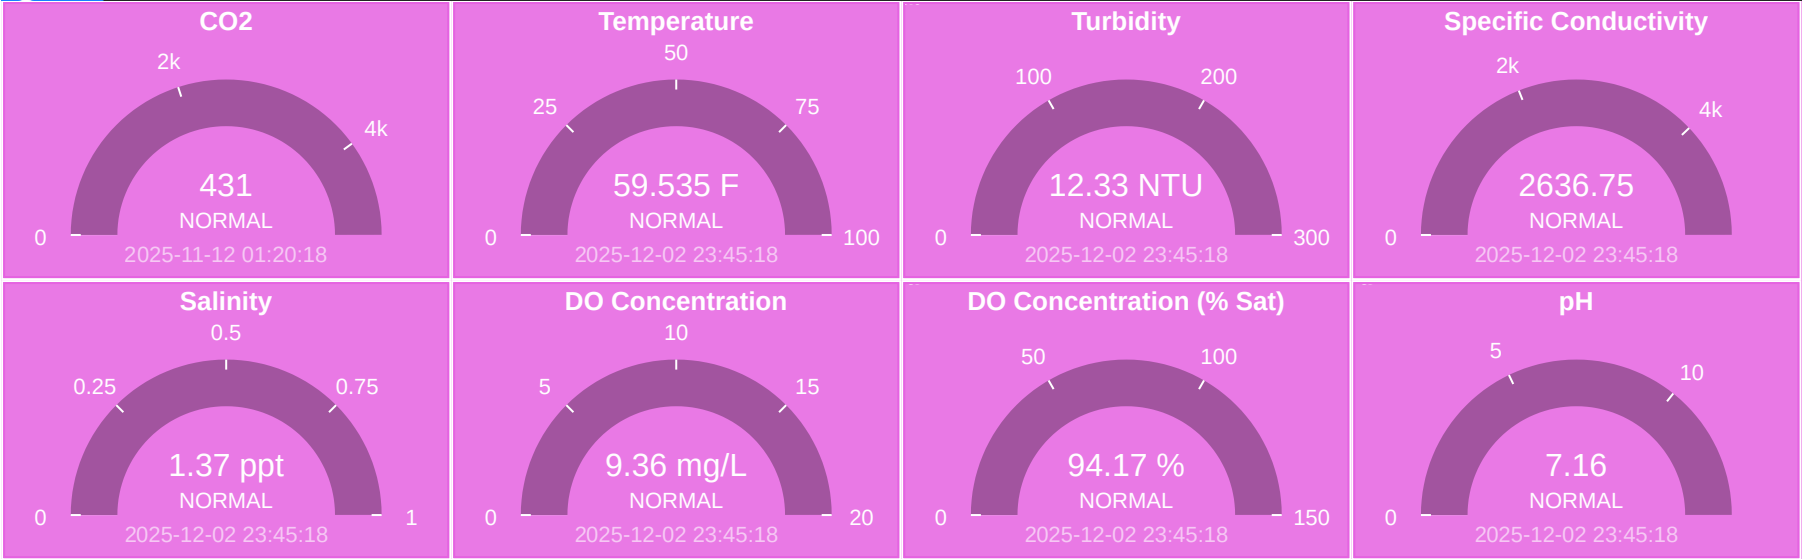 CO2
2k
4k
0
431
NORMAL
2025-11-12 01:20:18
Temperature
50
25
75
0
100
59.535 F
NORMAL
2025-12-02 23:45:18
Turbidity
100
200
0
300
12.33 NTU
NORMAL
2025-12-02 23:45:18
Specific Conductivity
2k
4k
0
2636.75
NORMAL
2025-12-02 23:45:18
Salinity
0.5
0.25
0.75
0
1
1.37 ppt
NORMAL
2025-12-02 23:45:18
DO Concentration
10
5
15
0
20
9.36 mg/L
NORMAL
2025-12-02 23:45:18
DO Concentration (% Sat)
50
100
0
150
94.17 %
NORMAL
2025-12-02 23:45:18
pH
5
10
0
7.16
NORMAL
2025-12-02 23:45:18